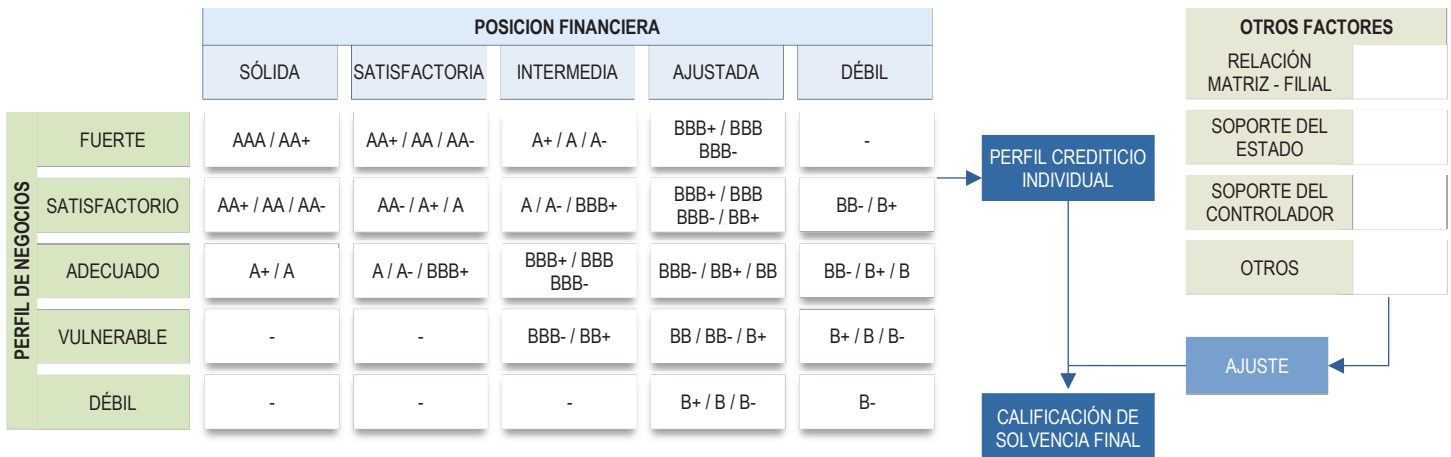 POSICION FINANCIERA
SÓLIDA
SATISFACTORIA
INTERMEDIA
AJUSTADA
DÉBIL
PERFIL DE NEGOCIOS
FUERTE
AAA / AA+
AA+ / AA / AA-
A+ / A / A-
BBB+ / BBB
BBB-
-
SATISFACTORIO
AA+ / AA / AA-
AA- / A+ / A
A / A- / BBB+
BBB+ / BBB
BBB- / BB+
BB- / B+
ADECUADO
A+ / A
A / A- / BBB+
BBB+ / BBB
BBB-
BBB- / BB+ / BB
BB- / B+ / B
VULNERABLE
-
-
BBB- / BB+
BB / BB- / B+
B+ / B / B-
DÉBIL
-
-
-
B+ / B / B-
B-
PERFIL CREDITICIO
INDIVIDUAL
CALIFICACIÓN DE
SOLVENCIA FINAL
OTROS FACTORES
RELACIÓN
MATRIZ - FILIAL
SOPORTE DEL
ESTADO
SOPORTE DEL
CONTROLADOR
OTROS
AJUSTE